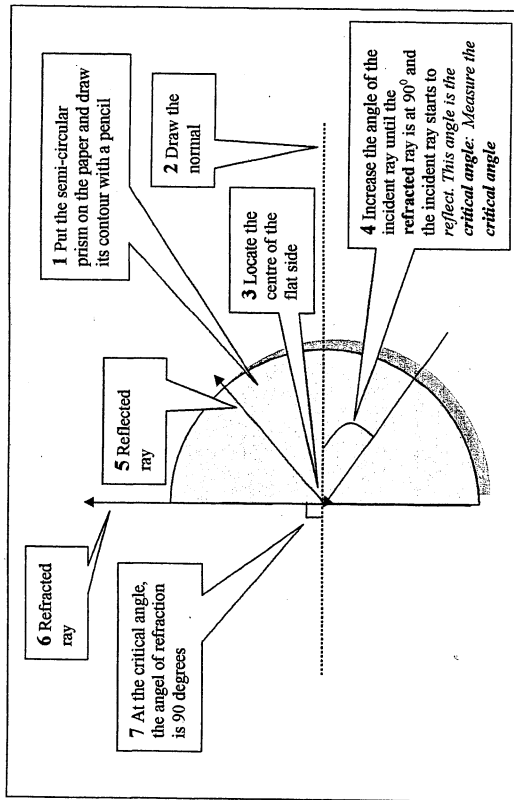 1 Put the semi-circular
prism on the paper and draw
its contour with a pencil
2 Draw the
normal
3 Locate the
centre of the
flat side
4 Increase the angle of the
incident ray until the
refracted ray is at 90⁰ and
the incident ray starts to
reflect. This angle is the
critical angle: Measure the
critical angle
5 Reflected
ray
6 Refracted
ray
7 At the critical angle,
the angel of refraction
is 90 degrees